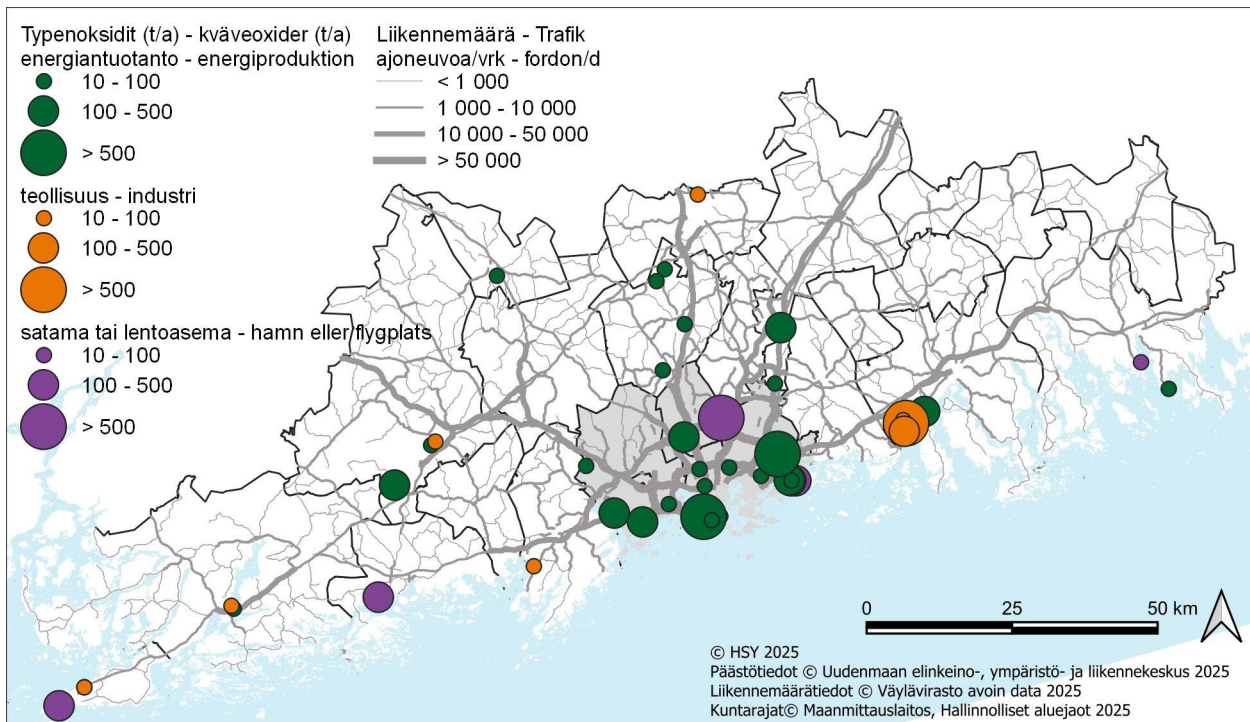 Typenoksidit (t/a) - kväveoxider (t/a)
energiantuotanto - energiproduktion
10 - 100
100 - 500
> 500
teollisuus - industri
10 - 100
100 - 500
> 500
satama tai lentoasema - hamn eller flygplats
10 - 100
100 - 500
> 500
Liikennemäärä - Trafik
ajoneuvoa/vrk - fordon/d
< 1 000
1 000 - 10 000
10 000 - 50 000
> 50 000
0 25 50 km
© HSY 2025
Päästötiedot © Uudenmaan elinkeino-, ympäristö- ja liikennekeskus 2025
Liikennemäärätiedot © Väylävirasto avoin data 2025
Kuntarajat© Maanmittauslaitos, Hallinnolliset aluejaot 2025